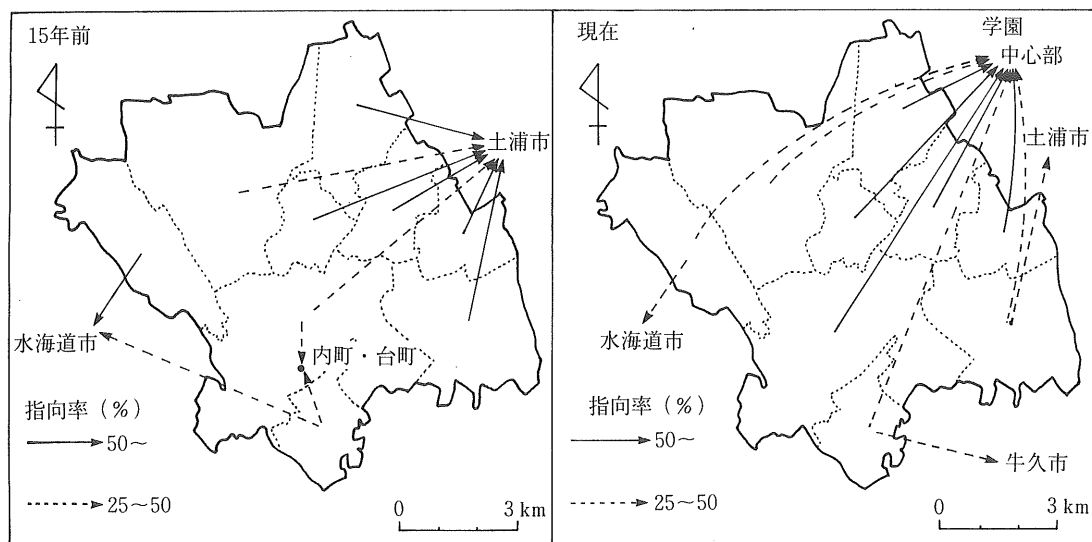 15年前
土浦市
水海道市
内町・台町
指向率(%)
50~
25~50
0 3 km
現在
学園
中心部
土浦市
水海道市
指向率(%)
50~
25~50
牛久市
0 3 km